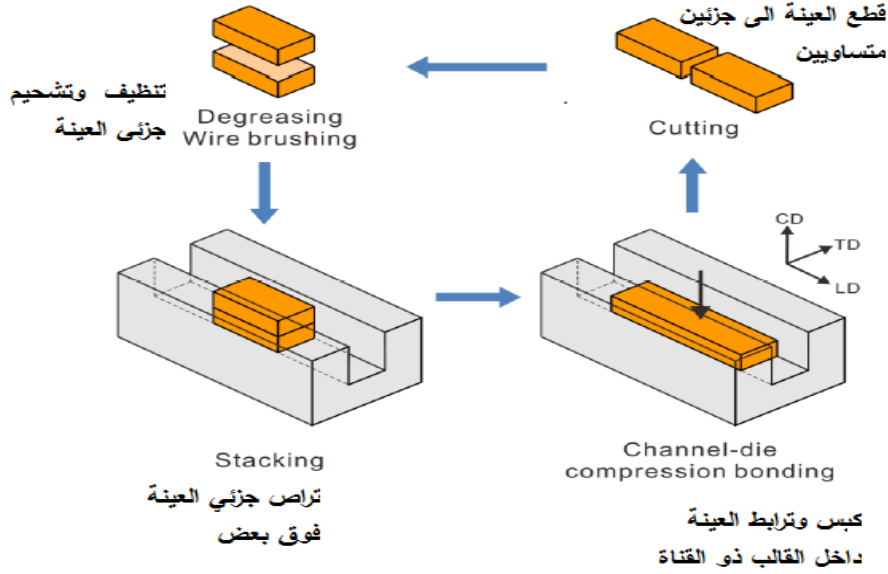 قطع العينة الى جزئين
متساويين
Cutting
تنظيف وتشحيم
جزئي العينة
Degreasing
Wire brushing
Stacking
تراص جزئي العينة
فوق بعض
CD
TD
LD
Channel-die
compression bonding
كبس وترابط العينة
داخل القالب ذو القناة